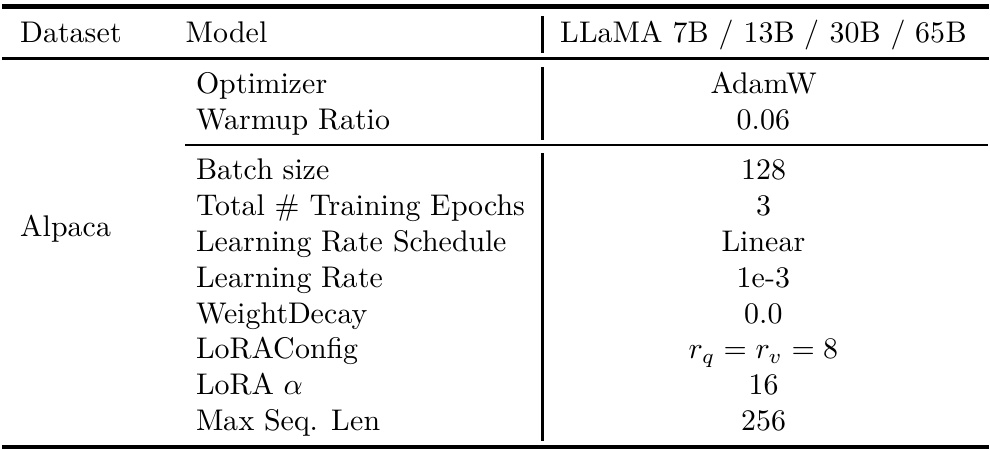 Dataset Model LLaMA 7B / 13B / 30B / 65B
Optimizer AdamW
Warmup Ratio 0.06
Batch size 128
Total # Training Epochs 3
Alpaca
Learning Rate Schedule Linear
Learning Rate 1e-3
WeightDecay 0.0
LoRAConfig r_q = r_v = 8
LoRA α 16
Max Seq. Len 256